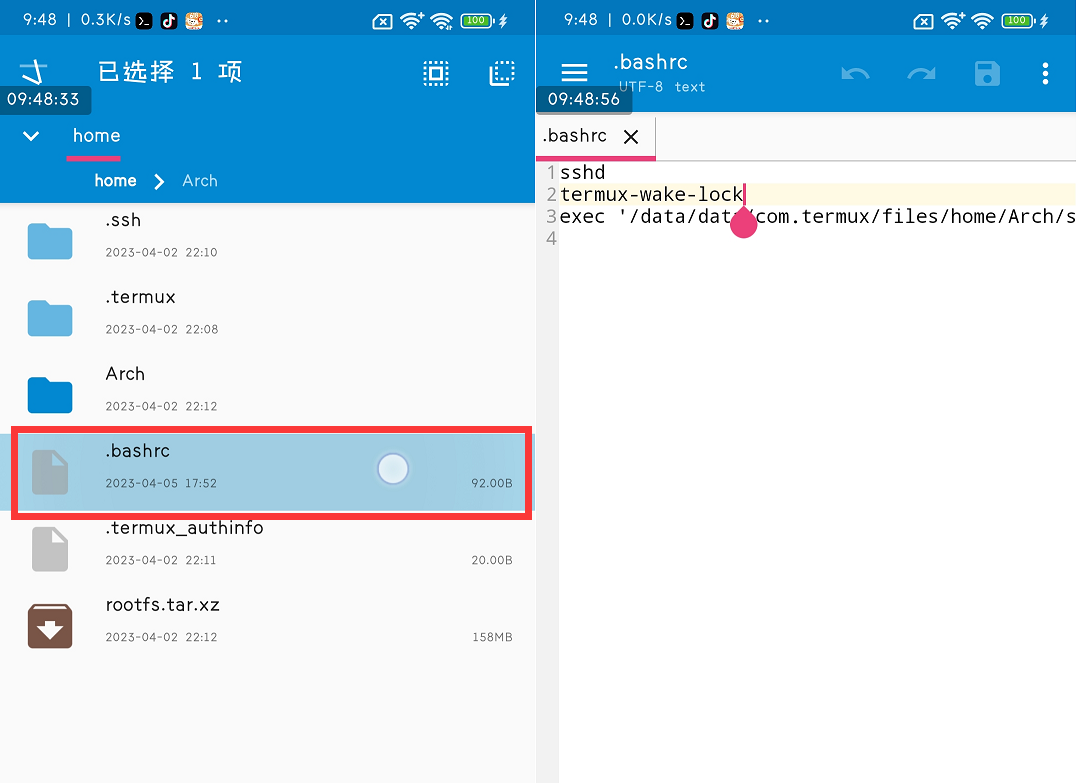 9:48 | 0.3K/s
100
已选择 1 项
09:48:33
home
home
Arch
.ssh
2023-04-02 22:10
.termux
2023-04-02 22:08
Arch
2023-04-02 22:12
.bashrc
2023-04-05 17:52
92.00B
.termux_authinfo
2023-04-02 22:11
20.00B
rootfs.tar.xz
2023-04-02 22:12
158MB
9:48 | 0.0K/s
100
.bashrc
UTF-8 text
09:48:56
.bashrc
1 sshd
2 termux-wake-lock
3 exec '/data/data/com.termux/files/home/Arch/s
4